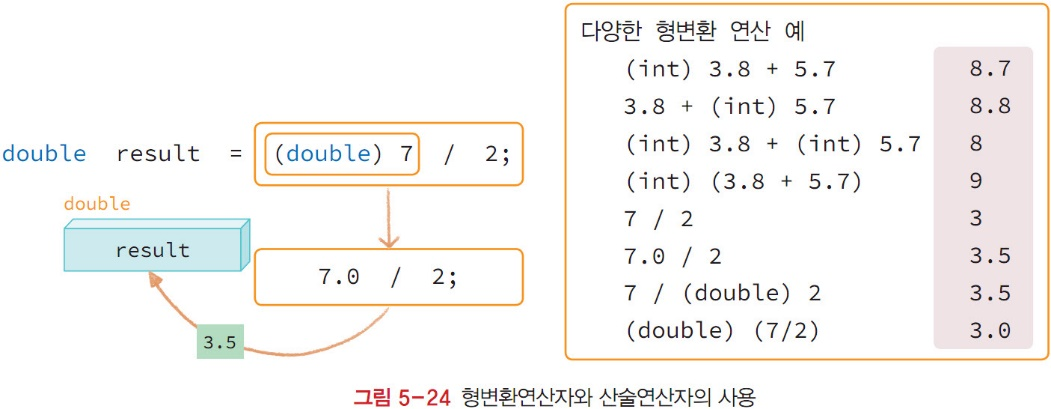 double result = (double) 7 / 2;
double
result
7.0 / 2;
3.5
다양한 형변환 연산 예
(int) 3.8 + 5.7 8.7
3.8 + (int) 5.7 8.8
(int) 3.8 + (int) 5.7 8
(int) (3.8 + 5.7) 9
7 / 2 3
7.0 / 2 3.5
7 / (double) 2 3.5
(double) (7/2) 3.0
그림 5-24 형변환연산자와 산술연산자의 사용